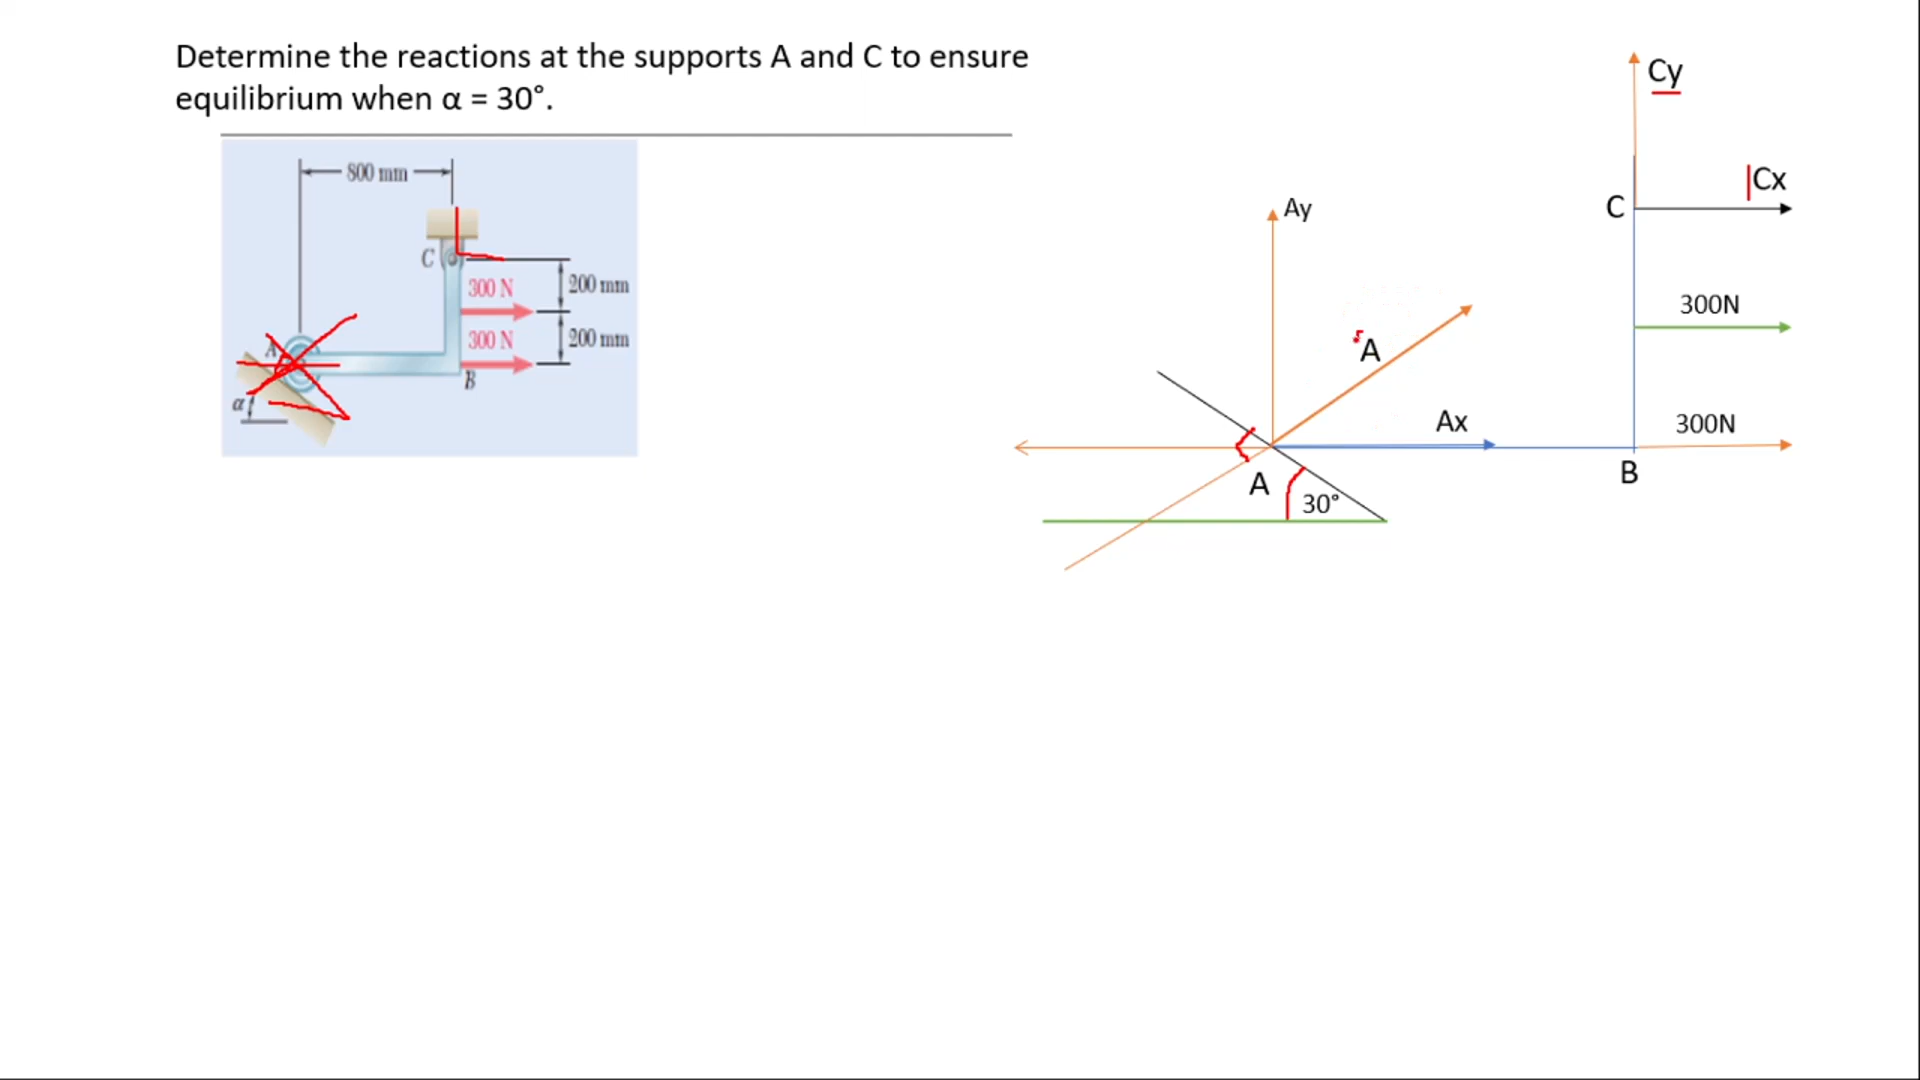 Determine the reactions at the supports A and C to ensure
equilibrium when α = 30°.
800 mm
C
300 N
200 mm
300 N
200 mm
A
B
α
Cy
Cx
C
Ay
300N
A
Ax
300N
B
A
30°